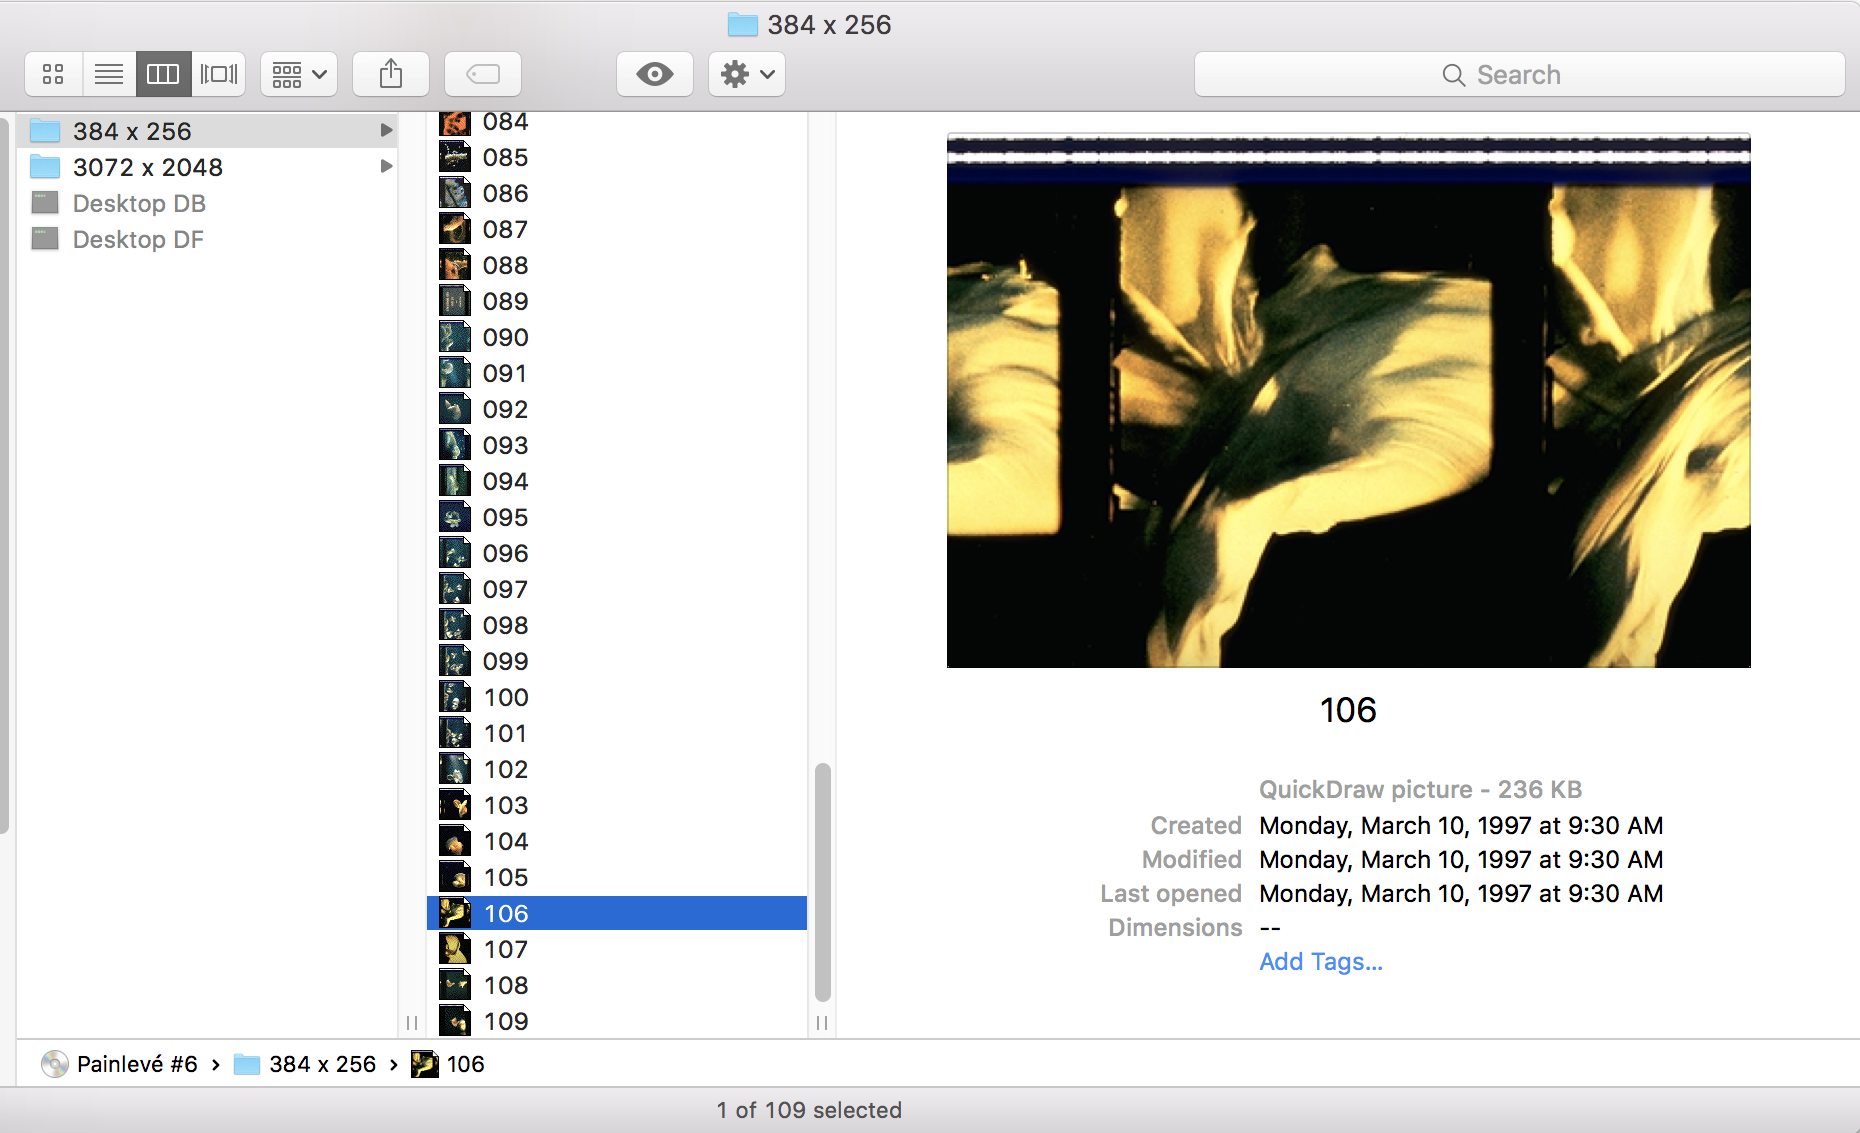 384 x 256
Search
384 x 256
3072 x 2048
Desktop DB
Desktop DF
084
085
086
087
088
089
090
091
092
093
094
095
096
097
098
099
100
101
102
103
104
105
106
107
108
109
106
QuickDraw picture - 236 KB
Created Monday, March 10, 1997 at 9:30 AM
Modified Monday, March 10, 1997 at 9:30 AM
Last opened Monday, March 10, 1997 at 9:30 AM
Dimensions --
Add Tags...
Painlevé #6 › 384 x 256 › 106
1 of 109 selected